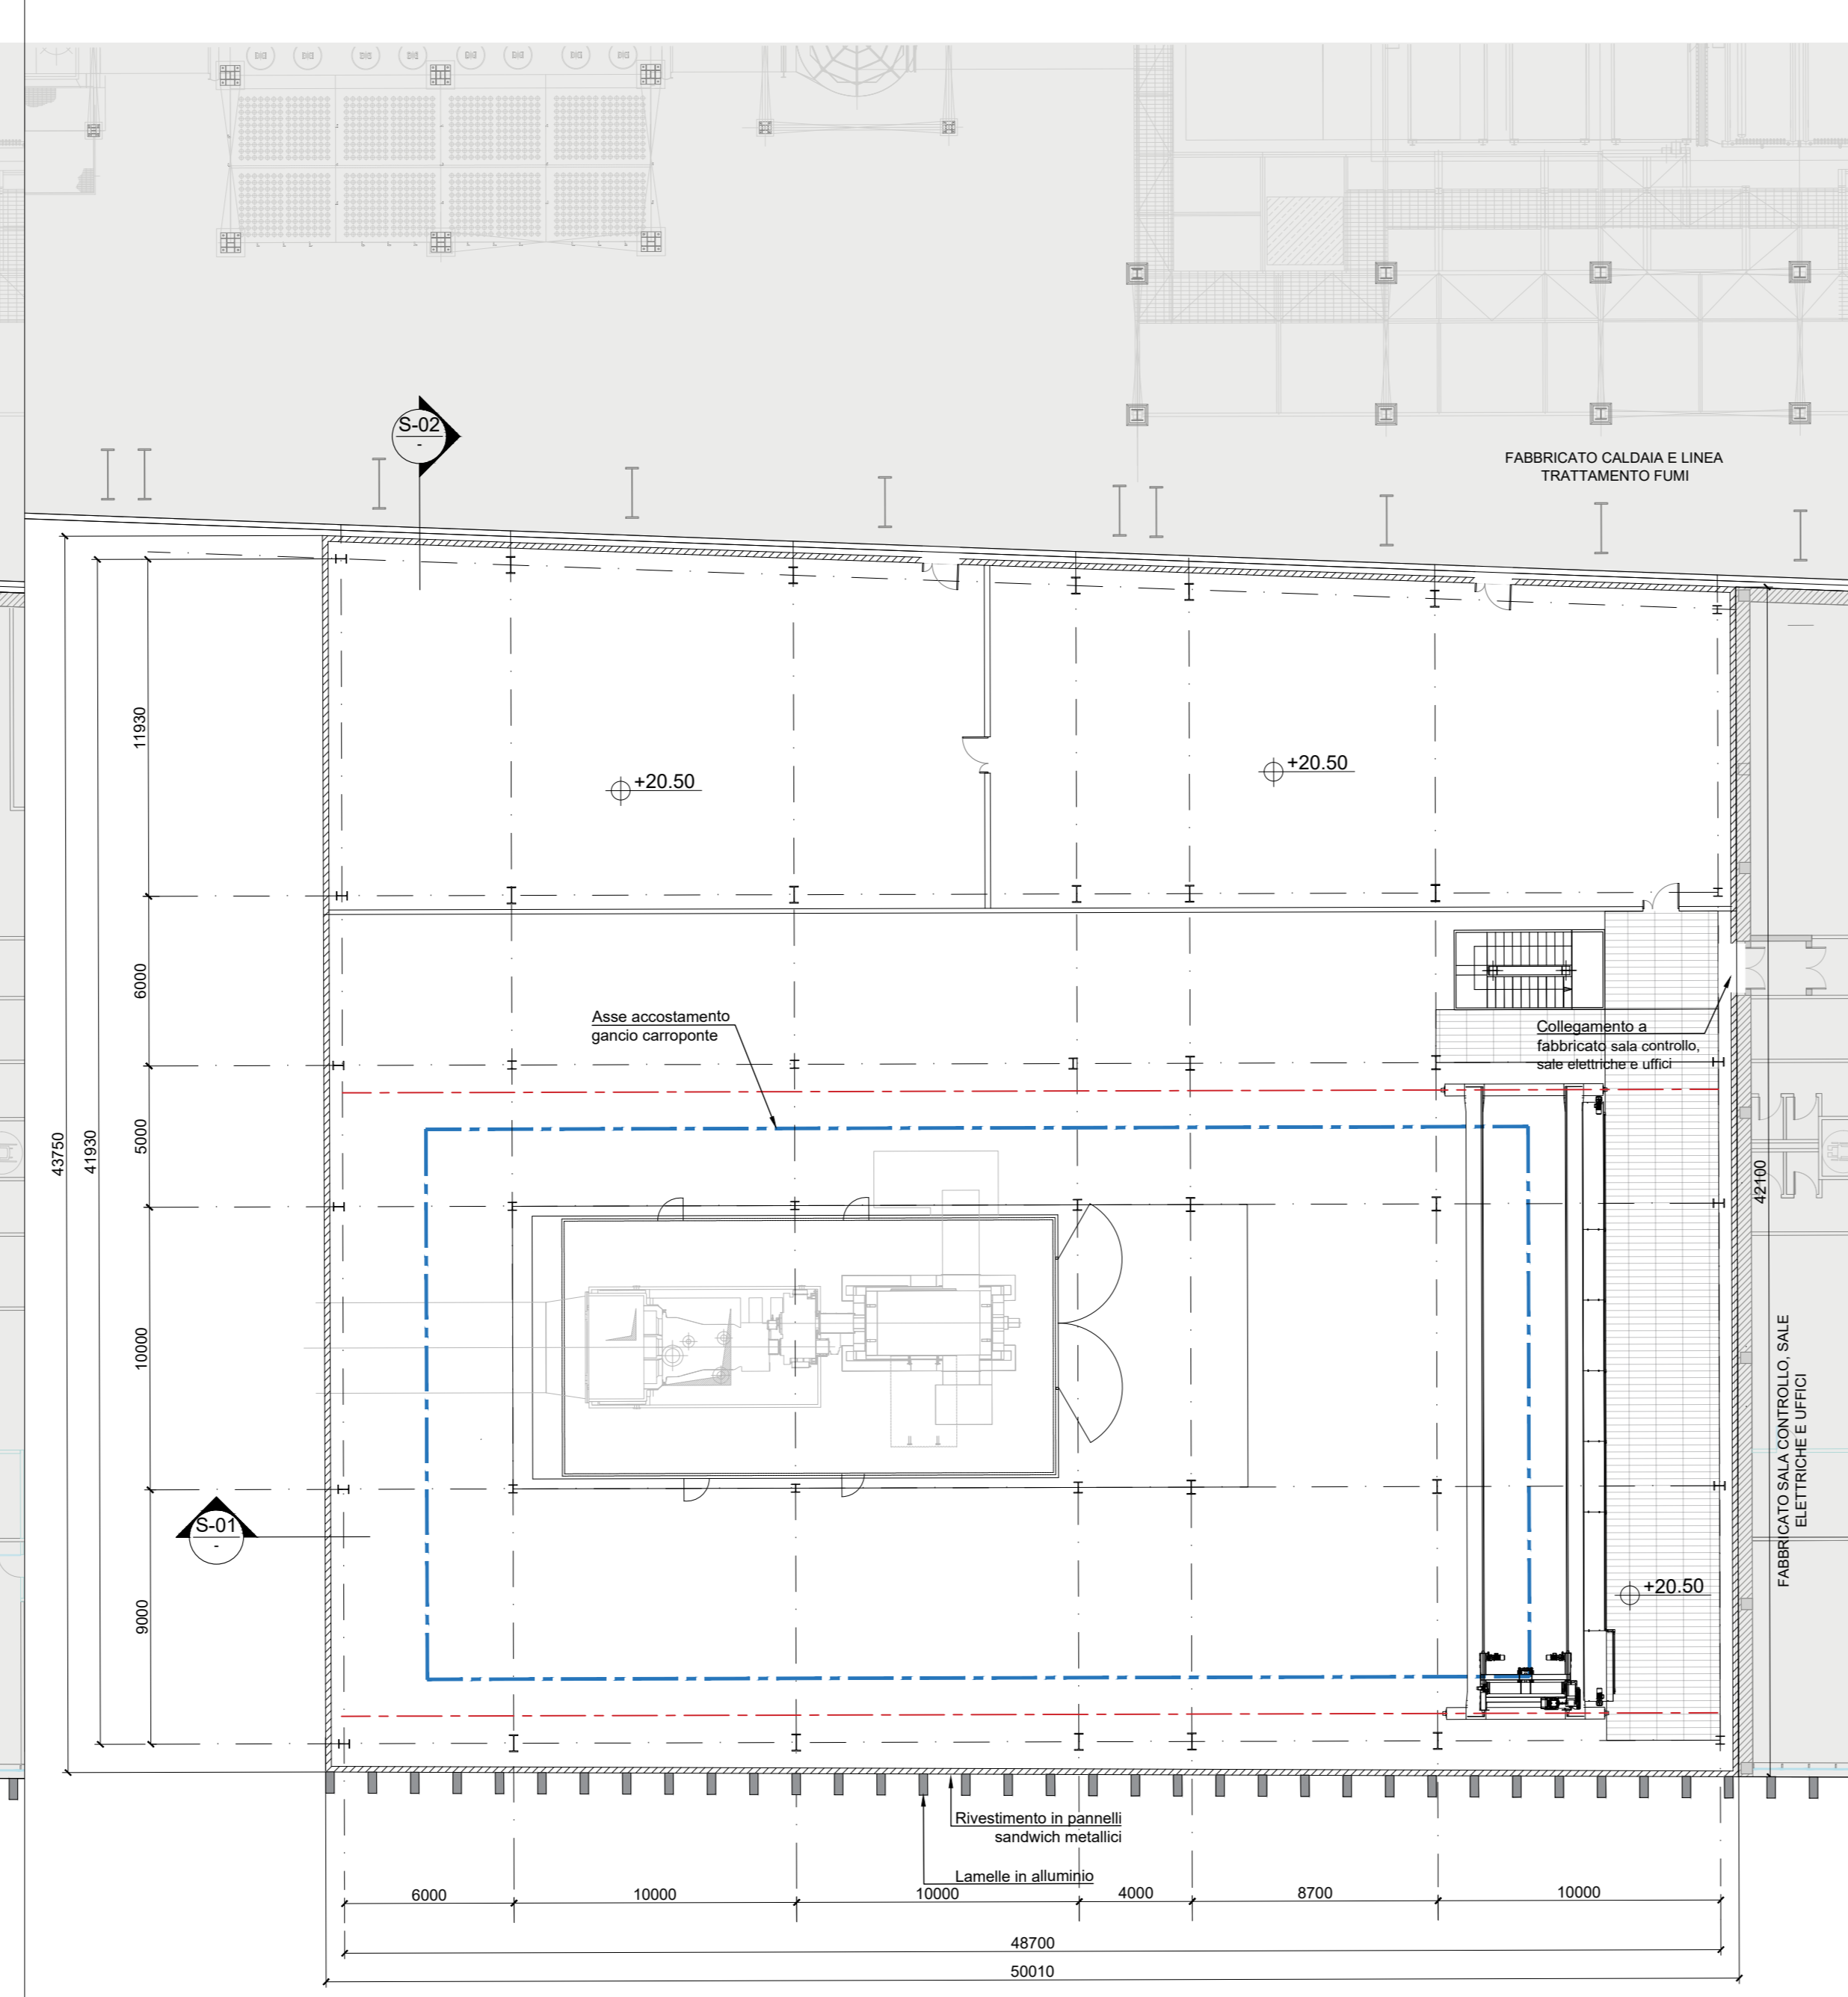 S-02
-
FABBRICATO CALDAIA E LINEA
TRATTAMENTO FUMI
11930
+20.50
+20.50
6000
Asse accostamento
gancio carroponte
Collegamento a
fabbricato sala controllo,
sale elettriche e uffici
43750
41930
5000
42100
10000
FABBRICATO SALA CONTROLLO, SALE
ELETTRICHE E UFFICI
S-01
-
9000
+20.50
Rivestimento in pannelli
sandwich metallici
Lamelle in alluminio
6000
10000
10000
4000
8700
10000
48700
50010